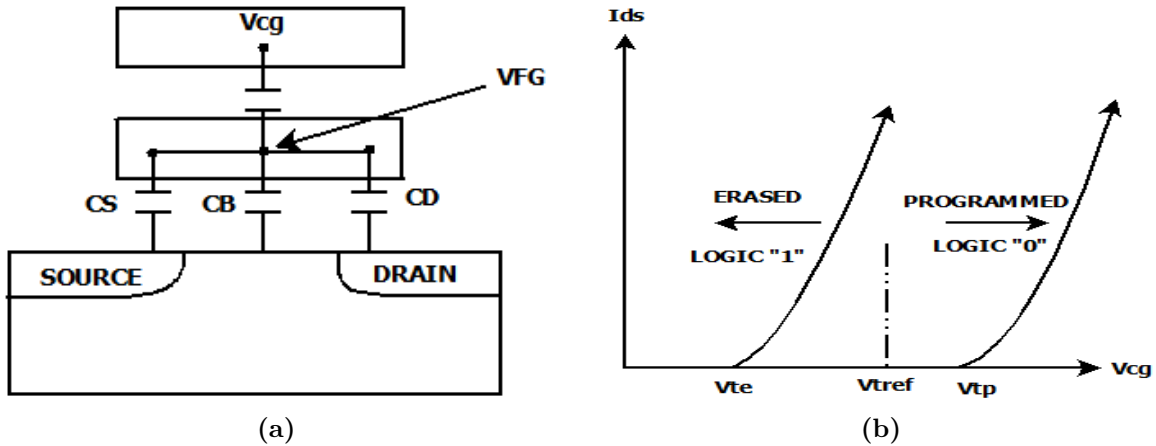 Vcg
VFG
CS
CB
CD
SOURCE
DRAIN
(a)
Ids
ERASED
LOGIC "1"
PROGRAMMED
LOGIC "0"
Vte
Vtref
Vtp
Vcg
(b)